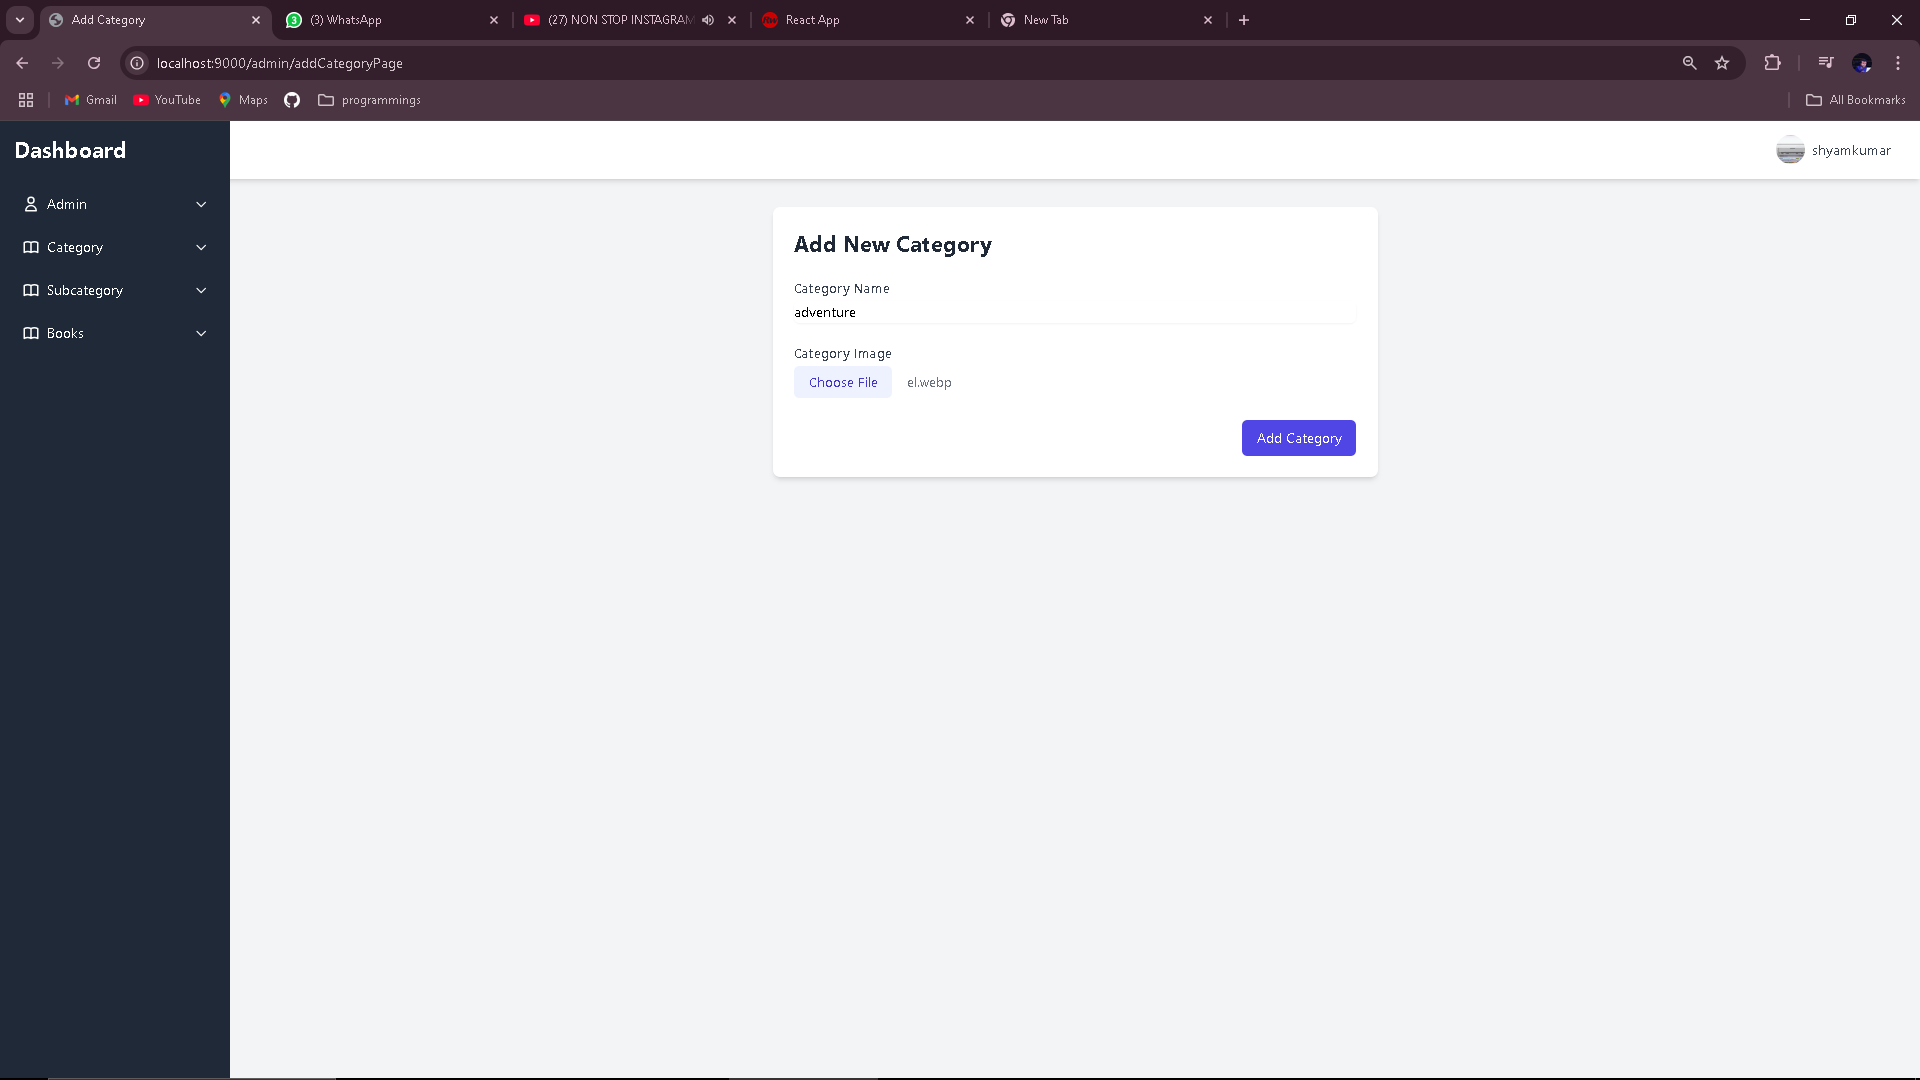 Add Category
3 (3) WhatsApp
(27) NON STOP INSTAGRAM
React App
New Tab
localhost:9000/admin/addCategoryPage
Gmail
YouTube
Maps
programmings
All Bookmarks
Dashboard
shyamkumar
Admin
Category
Subcategory
Books
Add New Category
Category Name
adventure
Category Image
Choose File el.webp
Add Category